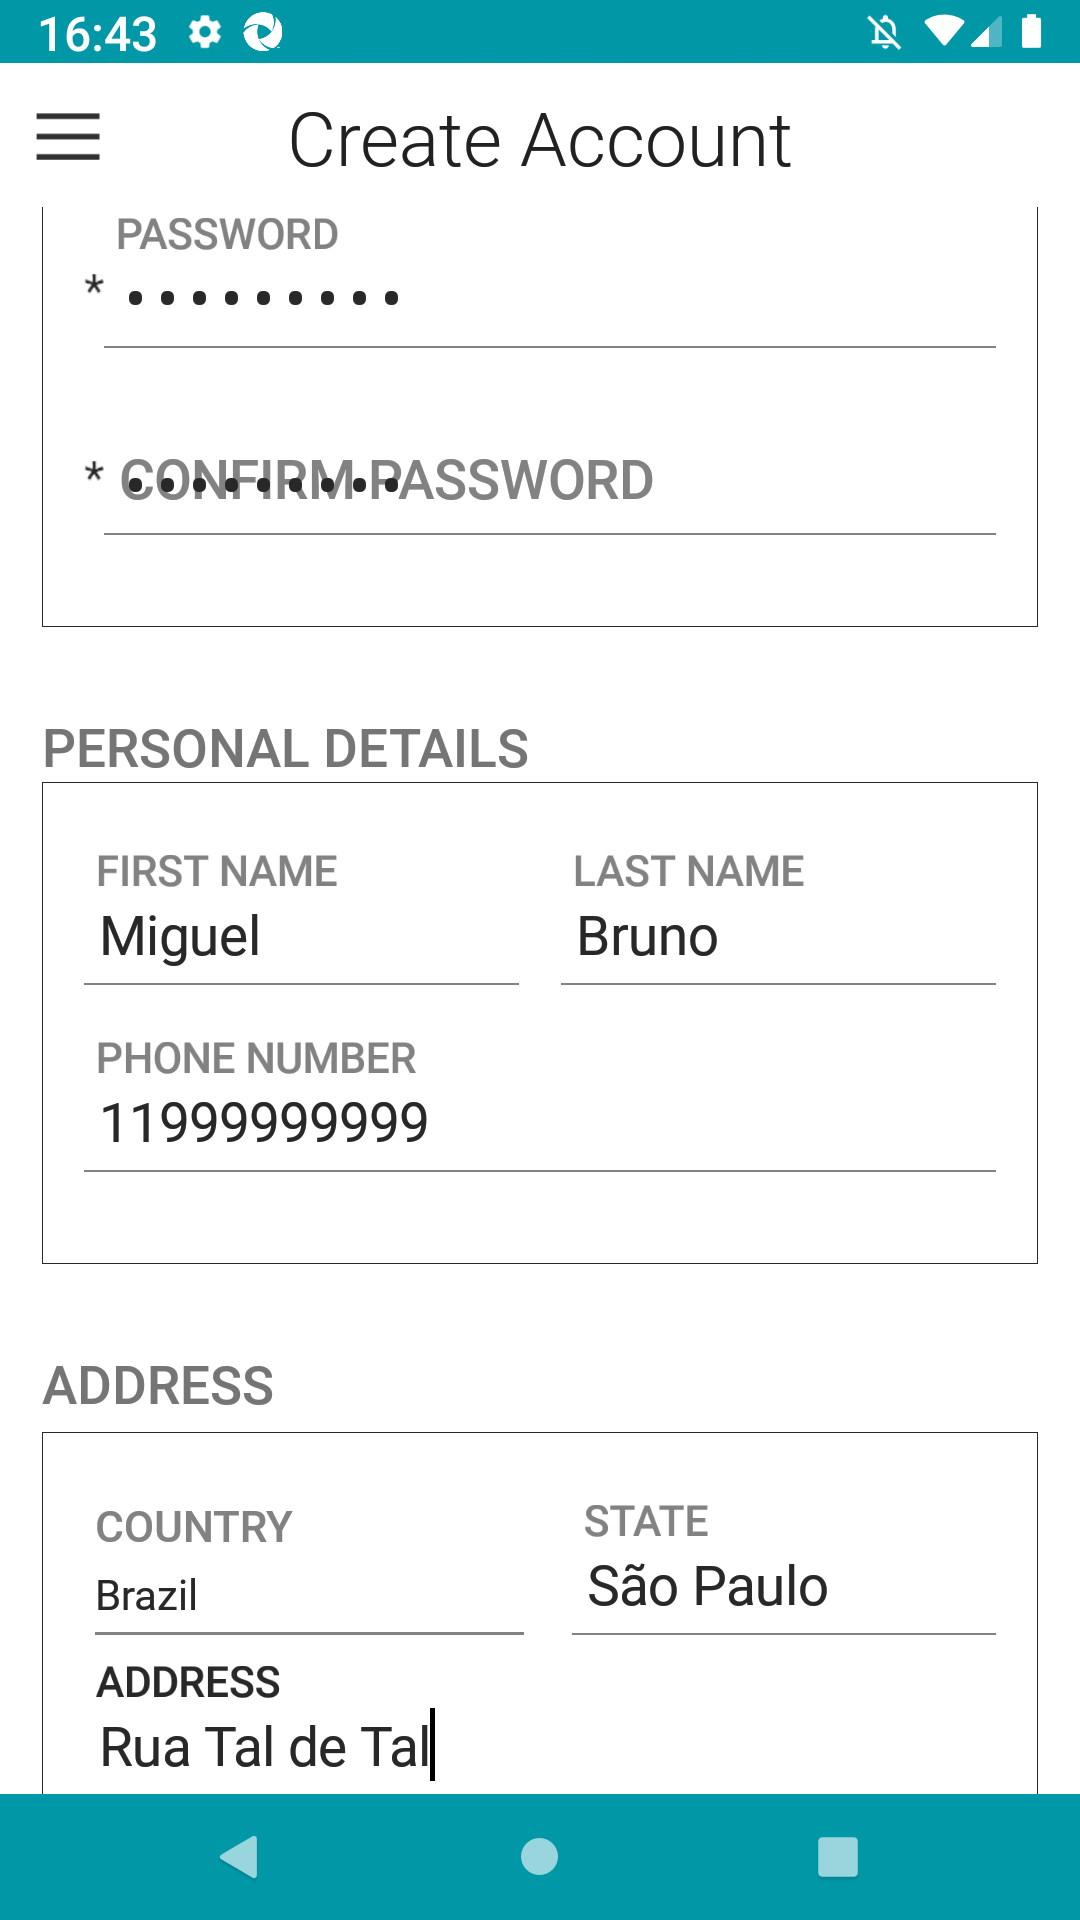 16:43
Create Account
PASSWORD
* •••••••••
* CONFIRM PASSWORD
•••••••••
PERSONAL DETAILS
FIRST NAME LAST NAME
Miguel Bruno
PHONE NUMBER
11999999999
ADDRESS
COUNTRY STATE
Brazil São Paulo
ADDRESS
Rua Tal de Tal